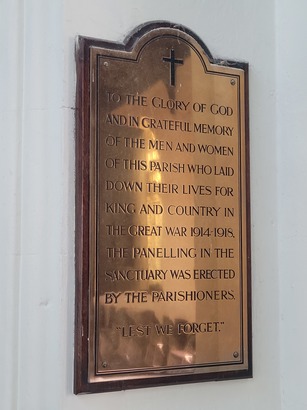 TO THE GLORY OF GOD
AND IN GRATEFUL MEMORY
OF THE MEN AND WOMEN
OF THIS PARISH WHO LAID
DOWN THEIR LIVES FOR
KING AND COUNTRY IN
THE GREAT WAR 1914-1918,
THE PANELLING IN THE
SANCTUARY WAS ERECTED
BY THE PARISHIONERS.
"LEST WE FORGET."